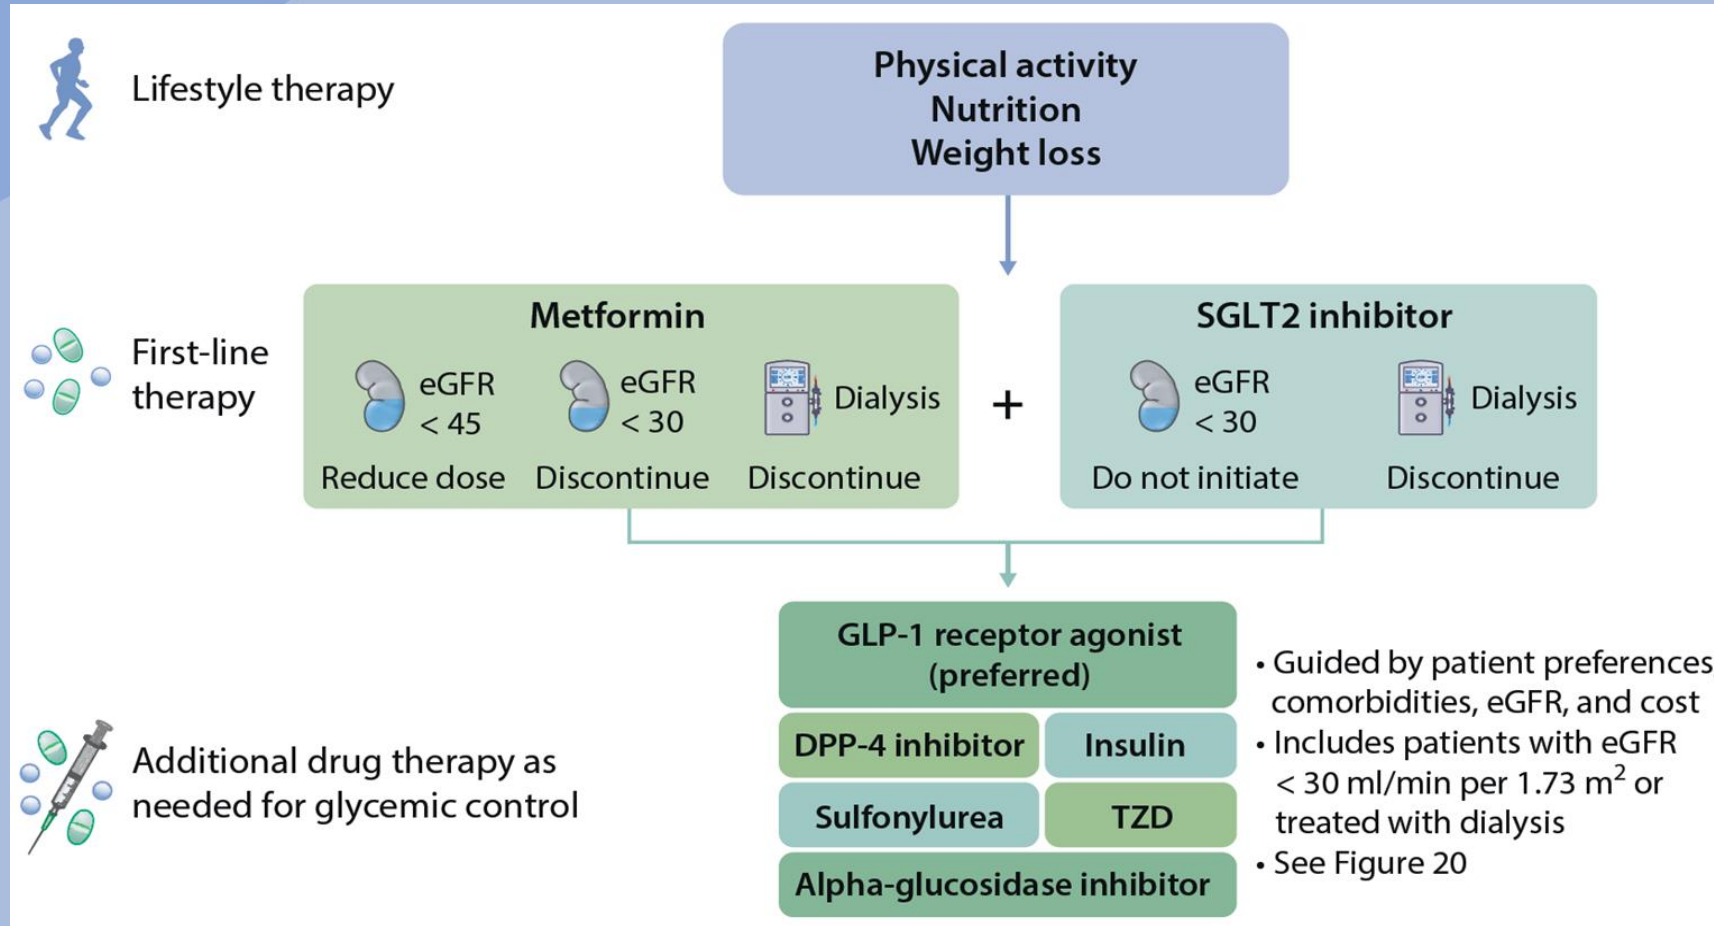 Lifestyle therapy
Physical activity
Nutrition
Weight loss
First-line
therapy
Metformin
eGFR
< 45
Reduce dose
eGFR
< 30
Discontinue
Dialysis
Discontinue
+
SGLT2 inhibitor
eGFR
< 30
Do not initiate
Dialysis
Discontinue
Additional drug therapy as
needed for glycemic control
GLP-1 receptor agonist
(preferred)
DPP-4 inhibitor
Insulin
Sulfonylurea
TZD
Alpha-glucosidase inhibitor
• Guided by patient preferences
comorbidities, eGFR, and cost
• Includes patients with eGFR
< 30 ml/min per 1.73 m² or
treated with dialysis
• See Figure 20